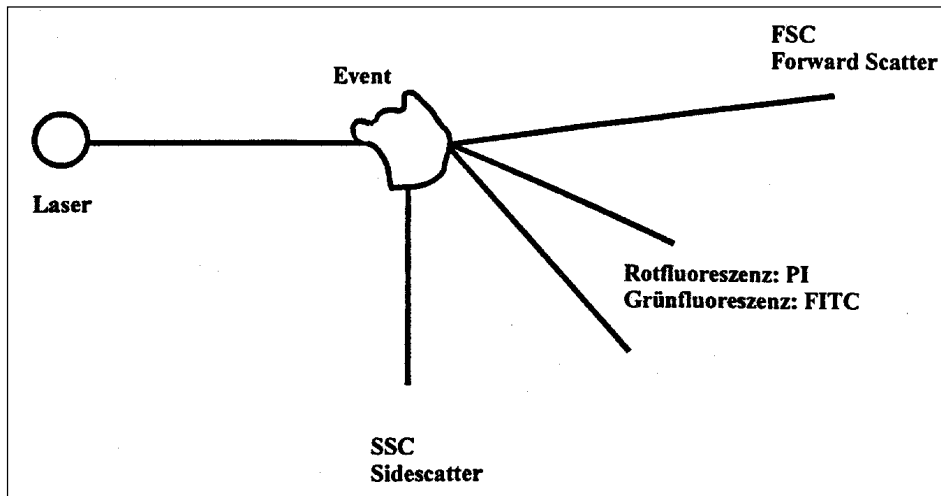 FSC
Forward Scatter
Event
Laser
Rotfluoreszenz: PI
Grünfluoreszenz: FITC
SSC
Sidescatter